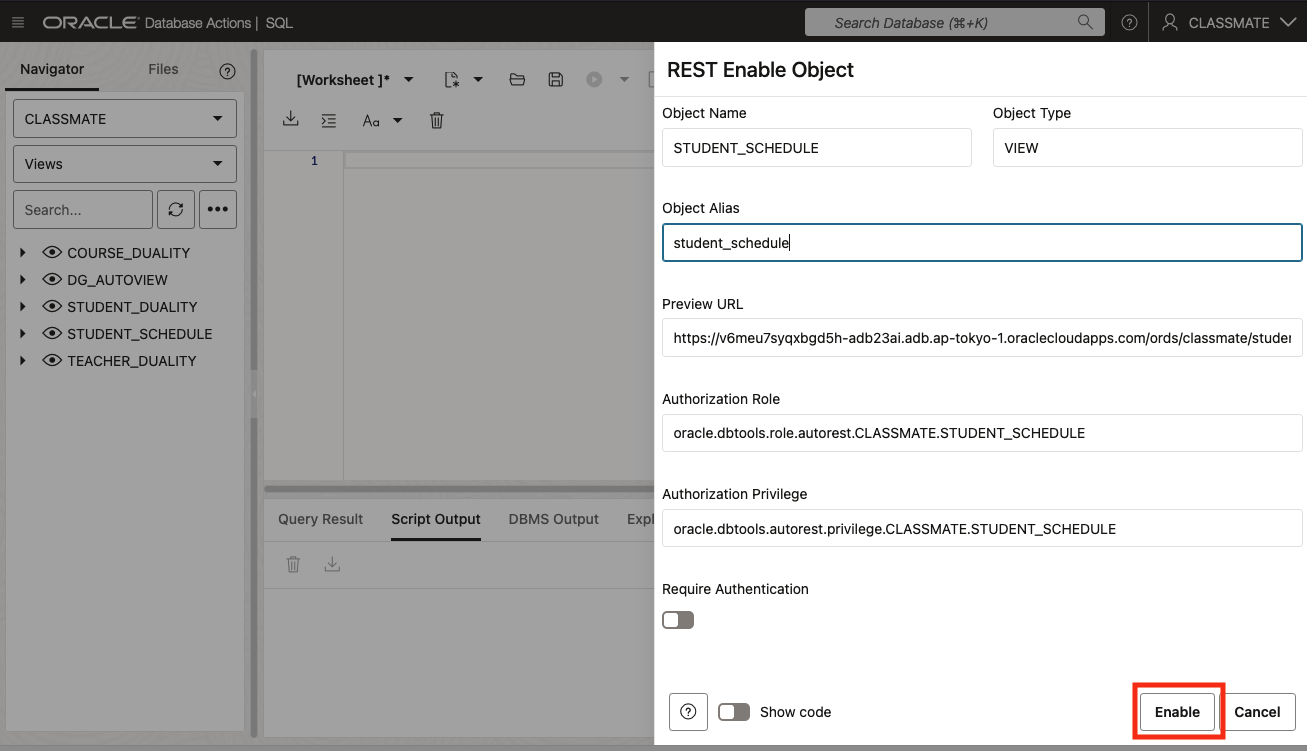 ORACLE Database Actions | SQL
Search Database (⌘+K)
CLASSMATE
Navigator
Files
CLASSMATE
Views
Search...
COURSE_DUALITY
DG_AUTOVIEW
STUDENT_DUALITY
STUDENT_SCHEDULE
TEACHER_DUALITY
[Worksheet ]*
Aa
1
Query Result
Script Output
DBMS Output
Expl
REST Enable Object
Object Name
Object Type
STUDENT_SCHEDULE
VIEW
Object Alias
student_schedule
Preview URL
https://v6meu7syqxbgd5h-adb23ai.adb.ap-tokyo-1.oraclecloudapps.com/ords/classmate/studen
Authorization Role
oracle.dbtools.role.autorest.CLASSMATE.STUDENT_SCHEDULE
Authorization Privilege
oracle.dbtools.autorest.privilege.CLASSMATE.STUDENT_SCHEDULE
Require Authentication
Show code
Enable
Cancel